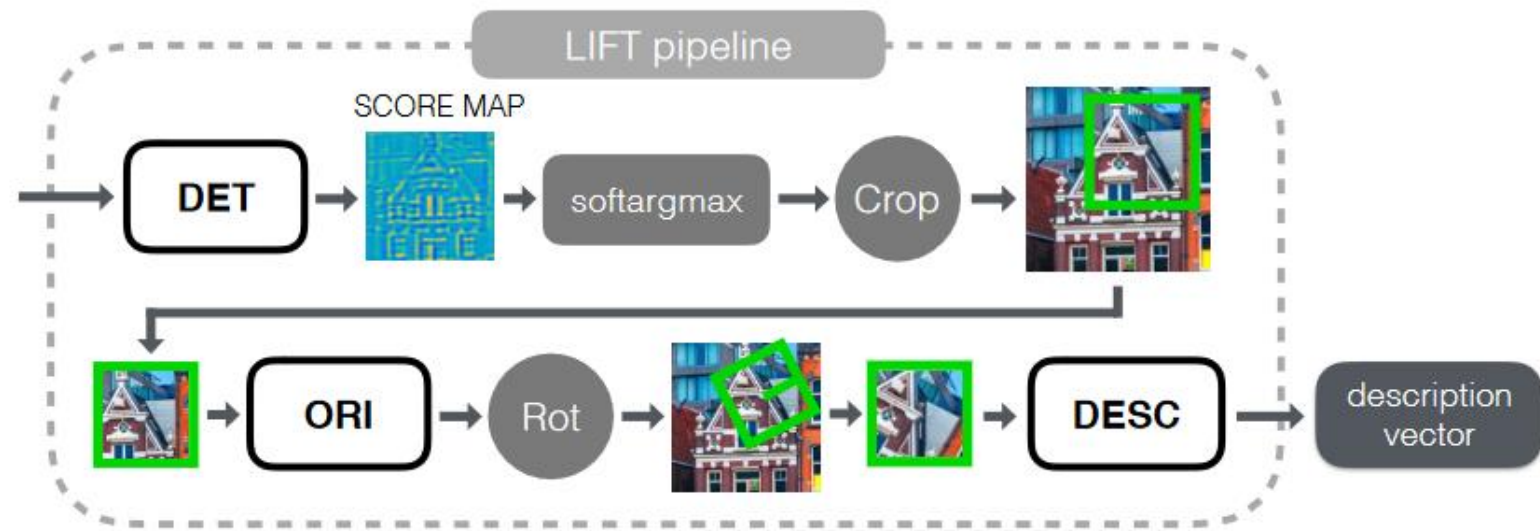 LIFT pipeline
SCORE MAP
DET
softargmax
Crop
ORI
Rot
DESC
description
vector